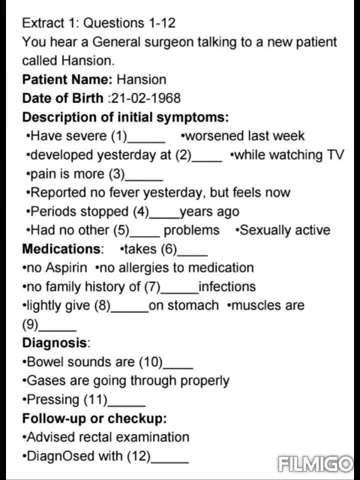 Extract 1: Questions 1-12
You hear a General surgeon talking to a new patient
called Hansion.
Patient Name: Hansion
Date of Birth :21-02-1968
Description of initial symptoms:
•Have severe (1)_____ •worsened last week
•developed yesterday at (2)____ •while watching TV
•pain is more (3)_____
•Reported no fever yesterday, but feels now
•Periods stopped (4)____years ago
•Had no other (5)____ problems •Sexually active
Medications: •takes (6)____
•no Aspirin •no allergies to medication
•no family history of (7)_____infections
•lightly give (8)_____on stomach •muscles are
(9)_____
Diagnosis:
•Bowel sounds are (10)____
•Gases are going through properly
•Pressing (11)_____
Follow-up or checkup:
•Advised rectal examination
•DiagnOsed with (12)_____
FILMIGO